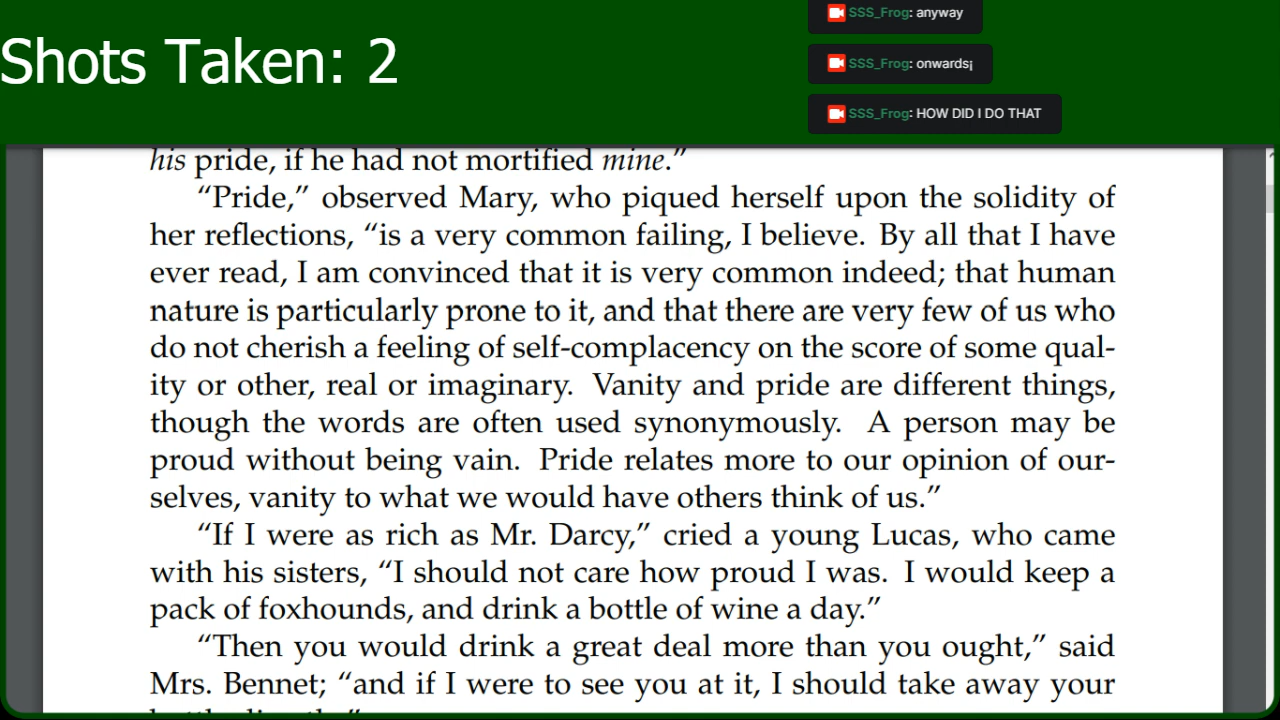 Shots Taken: 2
SSS_Frog: anyway
SSS_Frog: onwards¡
SSS_Frog: HOW DID I DO THAT
his pride, if he had not mortified mine.”
“Pride,” observed Mary, who piqued herself upon the solidity of
her reflections, “is a very common failing, I believe. By all that I have
ever read, I am convinced that it is very common indeed; that human
nature is particularly prone to it, and that there are very few of us who
do not cherish a feeling of self-complacency on the score of some qual-
ity or other, real or imaginary. Vanity and pride are different things,
though the words are often used synonymously. A person may be
proud without being vain. Pride relates more to our opinion of our-
selves, vanity to what we would have others think of us.”
“If I were as rich as Mr. Darcy,” cried a young Lucas, who came
with his sisters, “I should not care how proud I was. I would keep a
pack of foxhounds, and drink a bottle of wine a day.”
“Then you would drink a great deal more than you ought,” said
Mrs. Bennet; “and if I were to see you at it, I should take away your